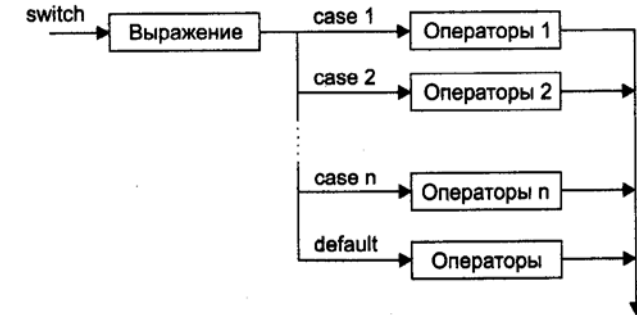 switch
Выражение
case 1
Операторы 1
case 2
Операторы 2
case n
Операторы n
default
Операторы